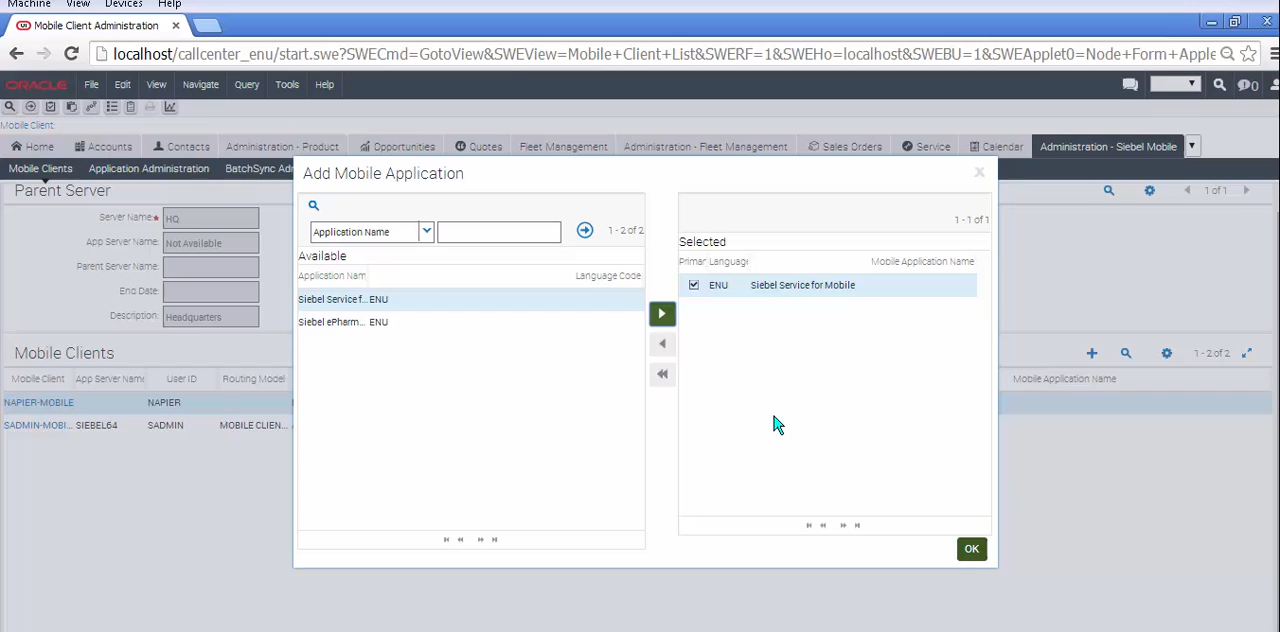 Machine View Devices Help
Mobile Client Administration ×
localhost/callcenter_enu/start.swe?SWECmd=GotoView&SWEView=Mobile+Client+List&SWERF=1&SWEHo=localhost&SWEBU=1&SWEApplet0=Node+Form+Apple
ORACLE File Edit View Navigate Query Tools Help 0
Mobile Client:
Home Accounts Contacts Administration - Product Opportunities Quotes Fleet Management Administration - Fleet Management Sales Orders Service Calendar Administration - Siebel Mobile
Mobile Clients Application Administration BatchSync Adm
Add Mobile Application ×
Parent Server
1 of 1
Server Name:* HQ
App Server Name: Not Available
Parent Server Name:
End Date:
Description: Headquarters
Application Name 1 - 2 of 2
Available
Application Nam Language Code
Siebel Service f... ENU
Siebel ePharm... ENU
1 - 1 of 1
Selected
Primar Language Mobile Application Name
ENU Siebel Service for Mobile
OK
Mobile Clients
1 - 2 of 2
Mobile Client App Server Name User ID Routing Model Mobile Application Name
NAPIER-MOBILE NAPIER
SADMIN-MOBI... SIEBEL64 SADMIN MOBILE CLIEN...